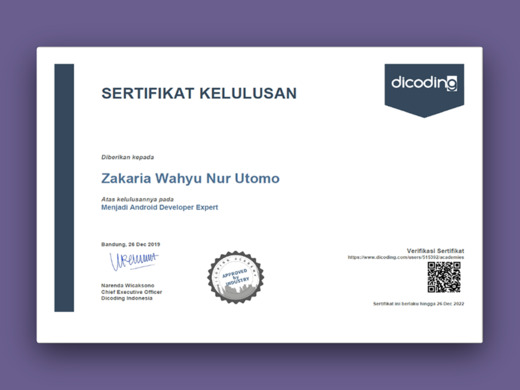 SERTIFIKAT KELULUSAN
dicoding
Diberikan kepada
Zakaria Wahyu Nur Utomo
Atas kelulusannya pada
Menjadi Android Developer Expert
Bandung, 26 Dec 2019
Narenda Wicaksono
Chief Executive Officer
Dicoding Indonesia
APPROVED
by
INDUSTRY
Verifikasi Sertifikat
https://www.dicoding.com/users/515302/academies
Sertifikat ini berlaku hingga 26 Dec 2022